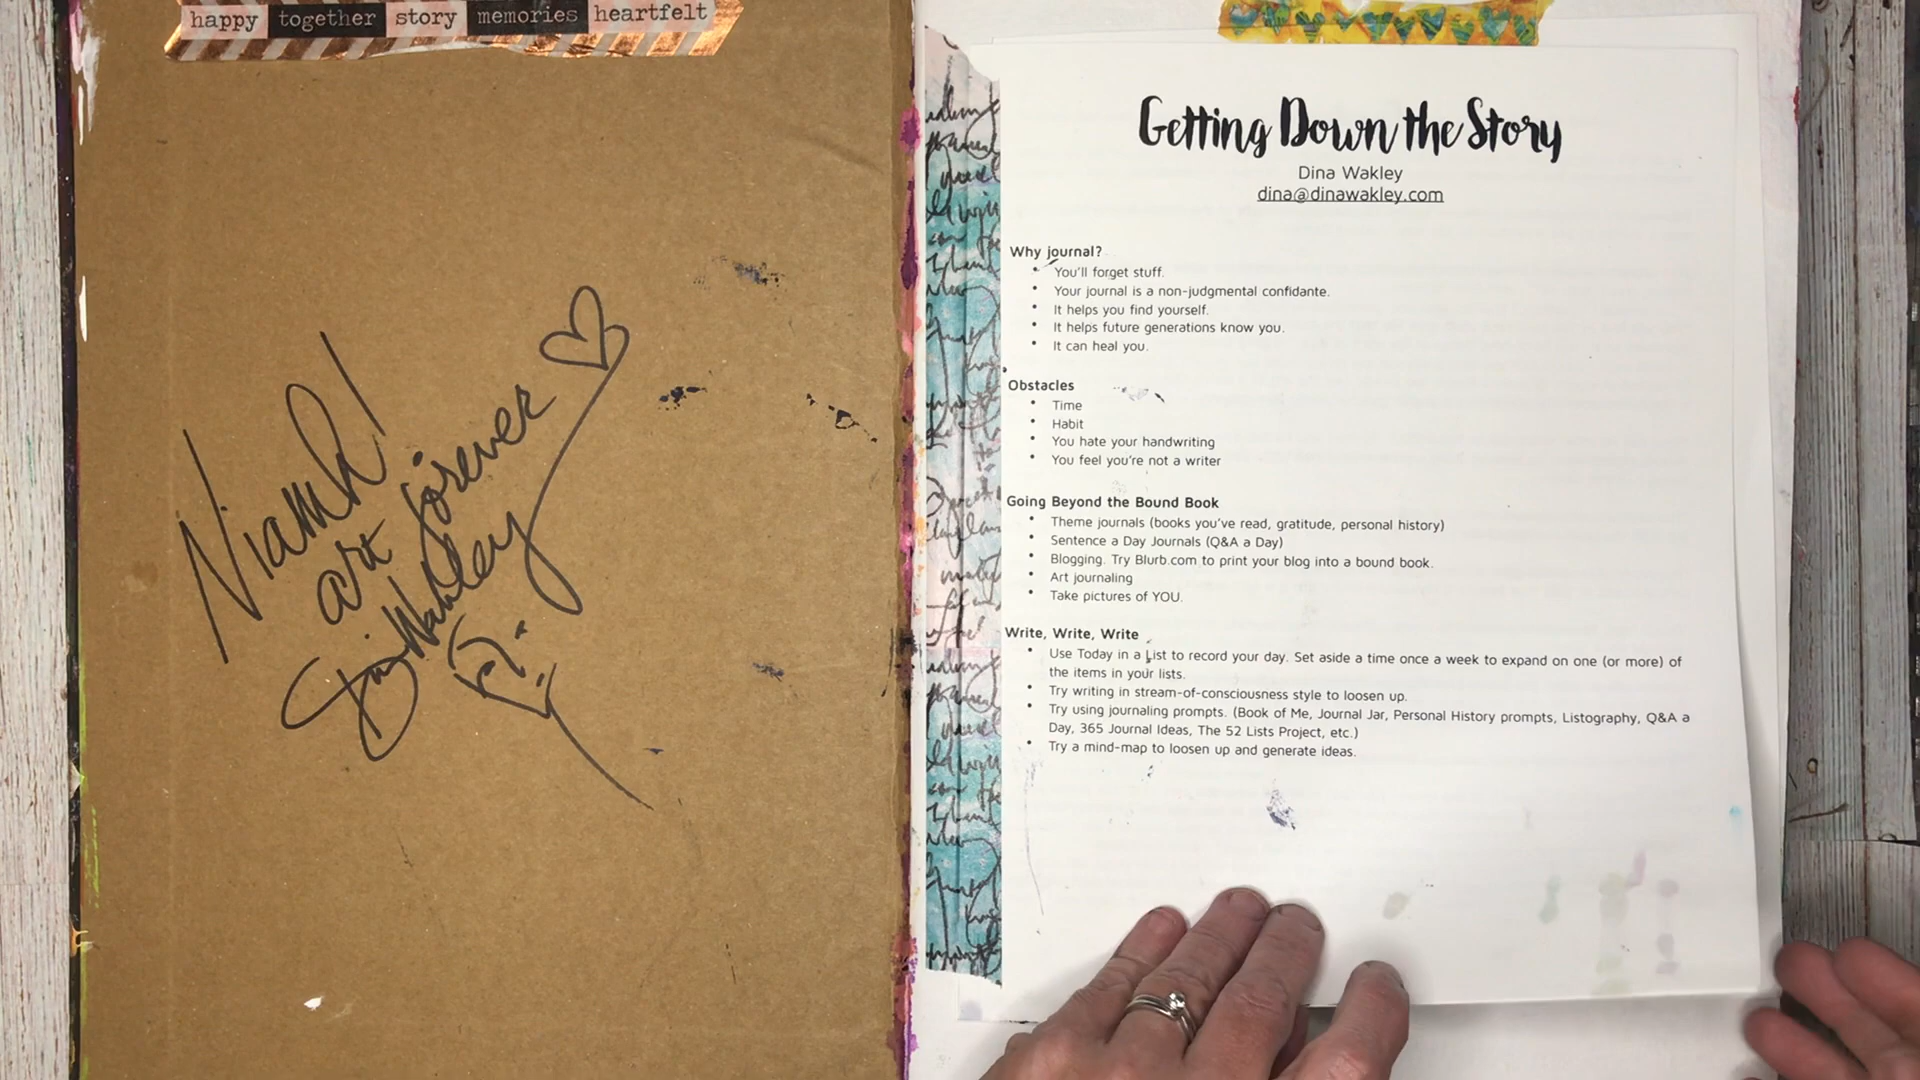 happy together story memories heartfelt
Niamh!
art forever
Dina Wakley
Getting Down the Story
Dina Wakley
dina@dinawakley.com
Why journal?
• You'll forget stuff.
• Your journal is a non-judgmental confidante.
• It helps you find yourself.
• It helps future generations know you.
• It can heal you.
Obstacles
• Time
• Habit
• You hate your handwriting
• You feel you're not a writer
Going Beyond the Bound Book
• Theme journals (books you've read, gratitude, personal history)
• Sentence a Day Journals (Q&A a Day)
• Blogging. Try Blurb.com to print your blog into a bound book.
• Art journaling
• Take pictures of YOU.
Write, Write, Write
• Use Today in a List to record your day. Set aside a time once a week to expand on one (or more) of
the items in your lists.
• Try writing in stream-of-consciousness style to loosen up.
• Try using journaling prompts. (Book of Me, Journal Jar, Personal History prompts, Listography, Q&A a
Day, 365 Journal Ideas, The 52 Lists Project, etc.)
• Try a mind-map to loosen up and generate ideas.